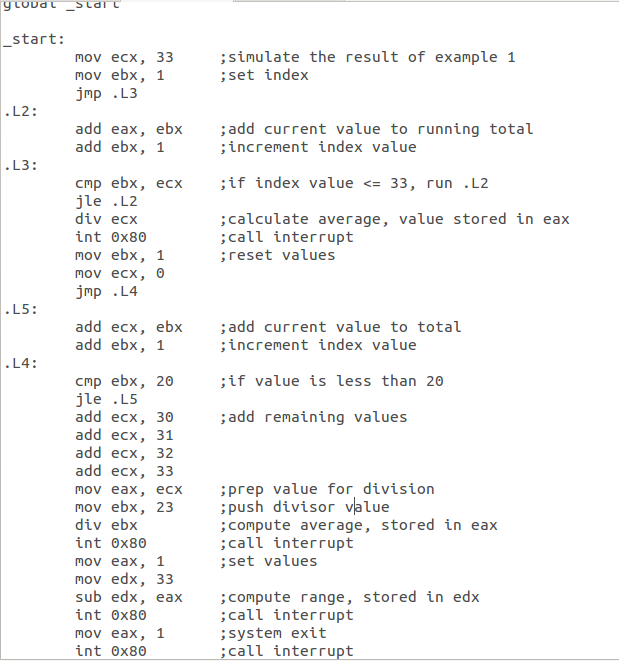 global _start
_start:
mov ecx, 33 ;simulate the result of example 1
mov ebx, 1 ;set index
jmp .L3
.L2:
add eax, ebx ;add current value to running total
add ebx, 1 ;increment index value
.L3:
cmp ebx, ecx ;if index value <= 33, run .L2
jle .L2
div ecx ;calculate average, value stored in eax
int 0x80 ;call interrupt
mov ebx, 1 ;reset values
mov ecx, 0
jmp .L4
.L5:
add ecx, ebx ;add current value to total
add ebx, 1 ;increment index value
.L4:
cmp ebx, 20 ;if value is less than 20
jle .L5
add ecx, 30 ;add remaining values
add ecx, 31
add ecx, 32
add ecx, 33
mov eax, ecx ;prep value for division
mov ebx, 23 ;push divisor value
div ebx ;compute average, stored in eax
int 0x80 ;call interrupt
mov eax, 1 ;set values
mov edx, 33
sub edx, eax ;compute range, stored in edx
int 0x80 ;call interrupt
mov eax, 1 ;system exit
int 0x80 ;call interrupt